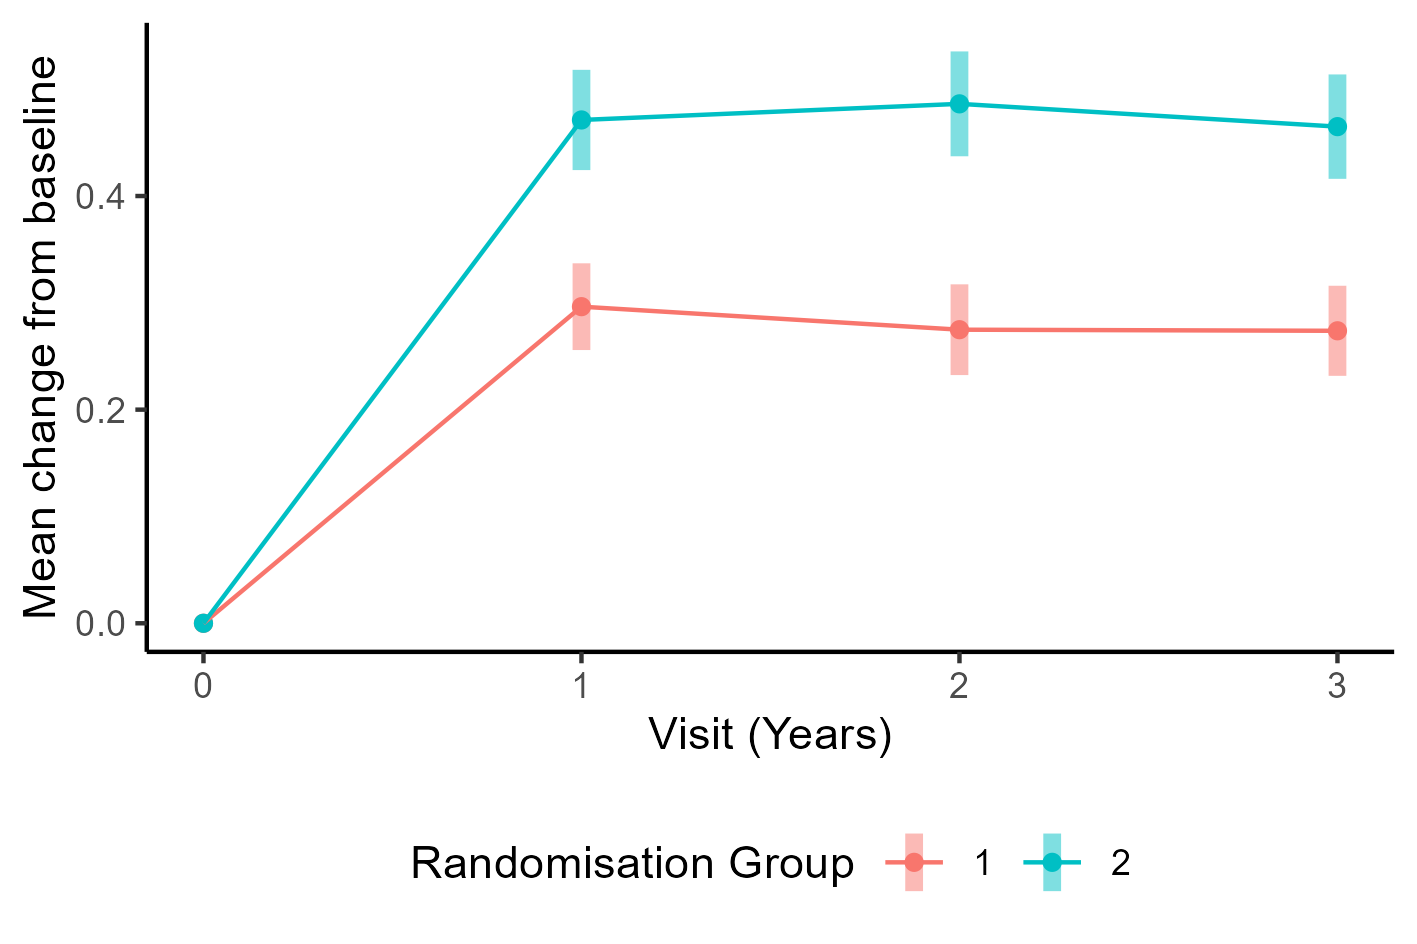 Mean change from baseline
0.4
0.2
0.0
0 1 2 3
Visit (Years)
Randomisation Group 1 2